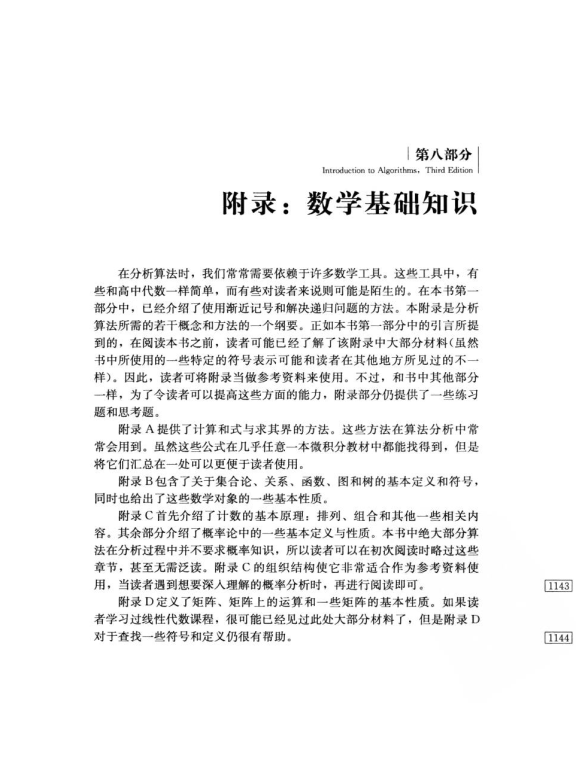 第八部分
Introduction to Algorithms, Third Edition
附录：数学基础知识
在分析算法时，我们常常需要依赖于许多数学工具。这些工具中，有
些和高中代数一样简单，而有些对读者来说则可能是陌生的。在本书第一
部分中，已经介绍了使用渐近记号和解决递归问题的方法。本附录是分析
算法所需的若干概念和方法的一个纲要。正如本书第一部分中的引言所提
到的，在阅读本书之前，读者可能已经了解了该附录中大部分材料(虽然
书中所使用的一些特定的符号表示可能和读者在其他地方所见过的不一
样)。因此，读者可将附录当做参考资料来使用。不过，和书中其他部分
一样，为了令读者可以提高这些方面的能力，附录部分仍提供了一些练习
题和思考题。
附录 A 提供了计算和式与求其界的方法。这些方法在算法分析中常
常会用到。虽然这些公式在几乎任意一本微积分教材中都能找得到，但是
将它们汇总在一处可以更便于读者使用。
附录 B 包含了关于集合论、关系、函数、图和树的基本定义和符号，
同时也给出了这些数学对象的一些基本性质。
附录 C 首先介绍了计数的基本原理：排列、组合和其他一些相关内
容。其余部分介绍了概率论中的一些基本定义与性质。本书中绝大部分算
法在分析过程中并不要求概率知识，所以读者可以在初次阅读时略过这些
章节，甚至无需泛读。附录 C 的组织结构使它非常适合作为参考资料使
用，当读者遇到想要深入理解的概率分析时，再进行阅读即可。
1143
附录 D 定义了矩阵、矩阵上的运算和一些矩阵的基本性质。如果读
者学习过线性代数课程，很可能已经见过此处大部分材料了，但是附录 D
对于查找一些符号和定义仍很有帮助。
1144